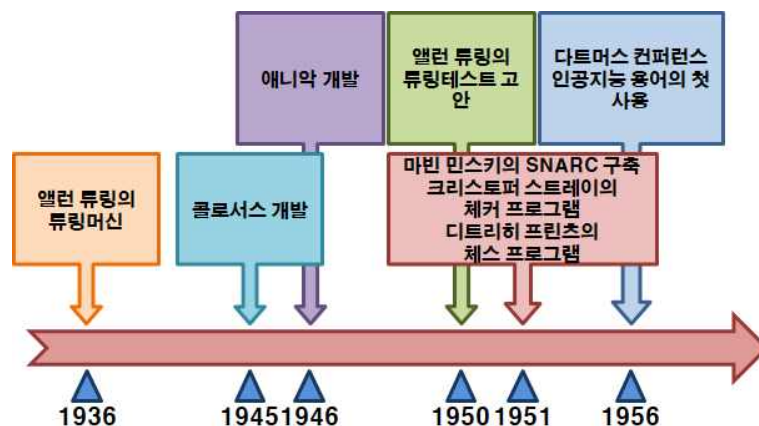 애니악 개발
앨런 튜링의
튜링테스트 고
안
다트머스 컨퍼런스
인공지능 용어의 첫
사용
앨런 튜링의
튜링머신
콜로서스 개발
마빈 민스키의 SNARC 구축
크리스토퍼 스트레이의
체커 프로그램
디트리히 프린츠의
체스 프로그램
1936
1945
1946
1950
1951
1956